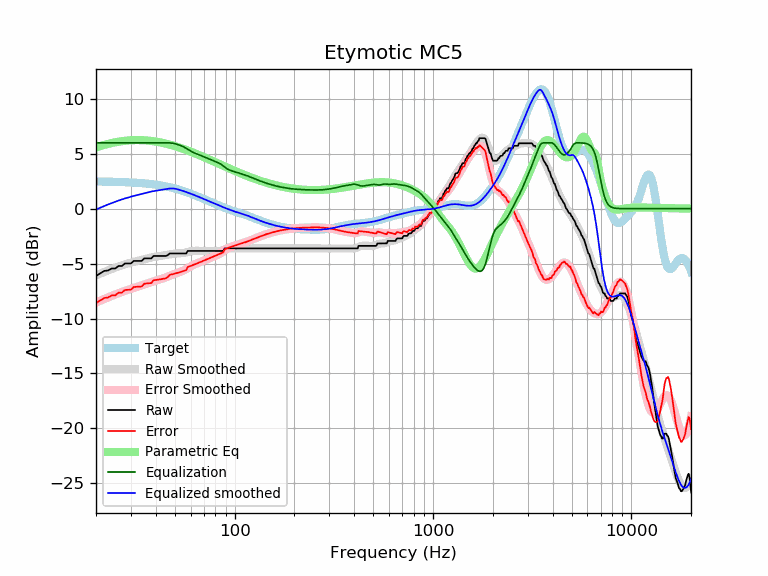 Etymotic MC5
Amplitude (dBr)
10
5
0
−5
−10
−15
−20
−25
Target
Raw Smoothed
Error Smoothed
Raw
Error
Parametric Eq
Equalization
Equalized smoothed
100 1000 10000
Frequency (Hz)